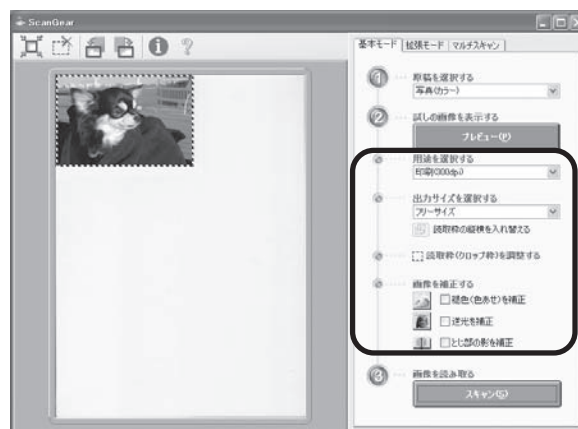 ScanGear
基本モード 拡張モード マルチスキャン
1 原稿を選択する
写真(カラー)
2 試しの画像を表示する
プレビュー(P)
用途を選択する
印刷(300dpi)
出力サイズを選択する
フリーサイズ
読取枠の縦横を入れ替える
読取枠(クロップ枠)を調整する
画像を補正する
褪色(色あせ)を補正
逆光を補正
とじ部の影を補正
3 画像を読み取る
スキャン(S)